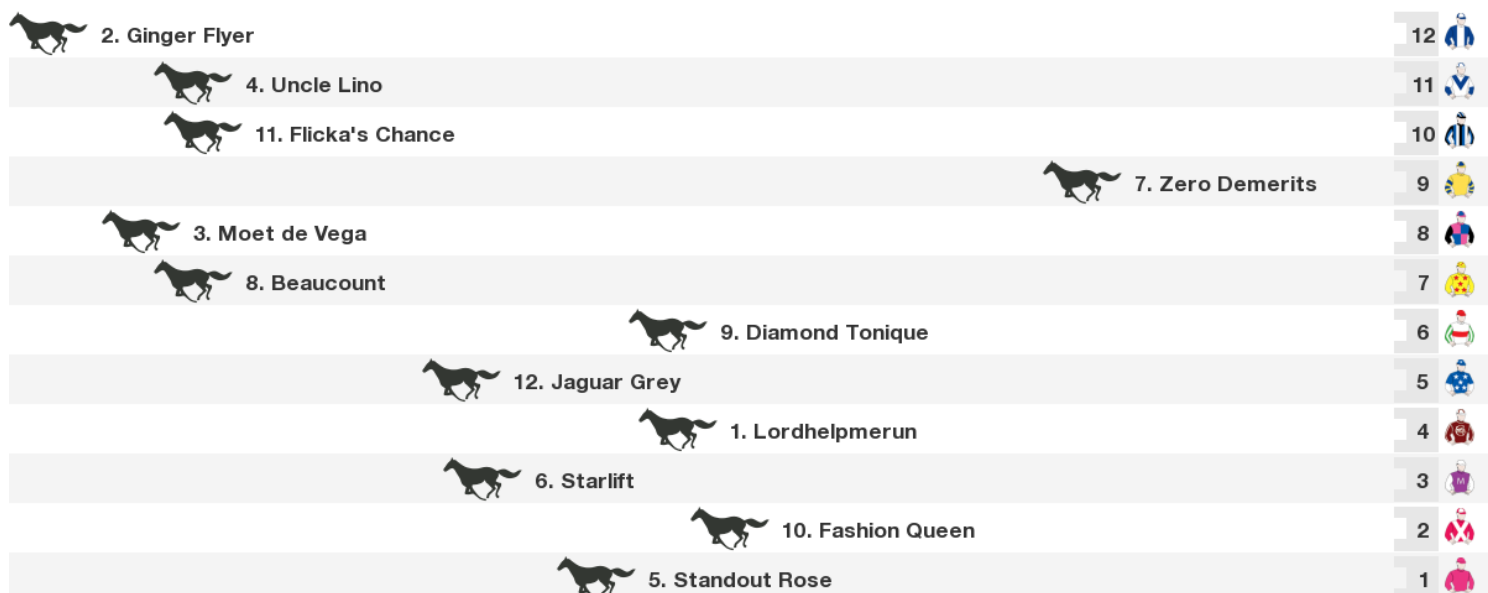 2. Ginger Flyer 12
4. Uncle Lino 11
11. Flicka's Chance 10
7. Zero Demerits 9
3. Moet de Vega 8
8. Beaucount 7
9. Diamond Tonique 6
12. Jaguar Grey 5
1. Lordhelpmerun 4
6. Starlift 3 M
10. Fashion Queen 2
5. Standout Rose 1